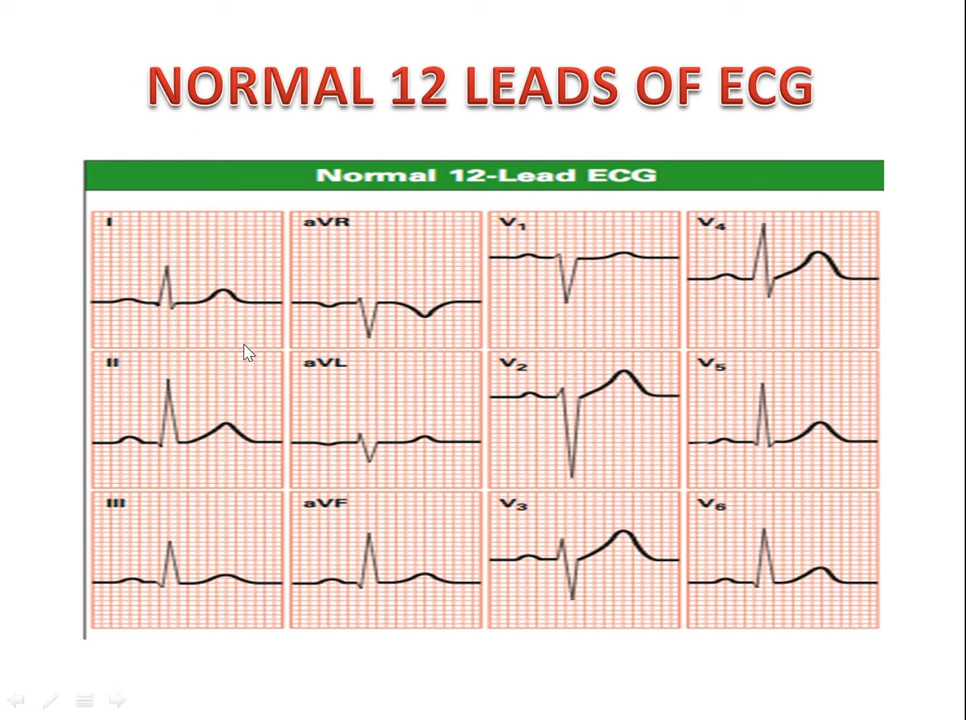 NORMAL 12 LEADS OF ECG
Normal 12-Lead ECG
I aVR V1 V4
II aVL V2 V5
III aVF V3 V6